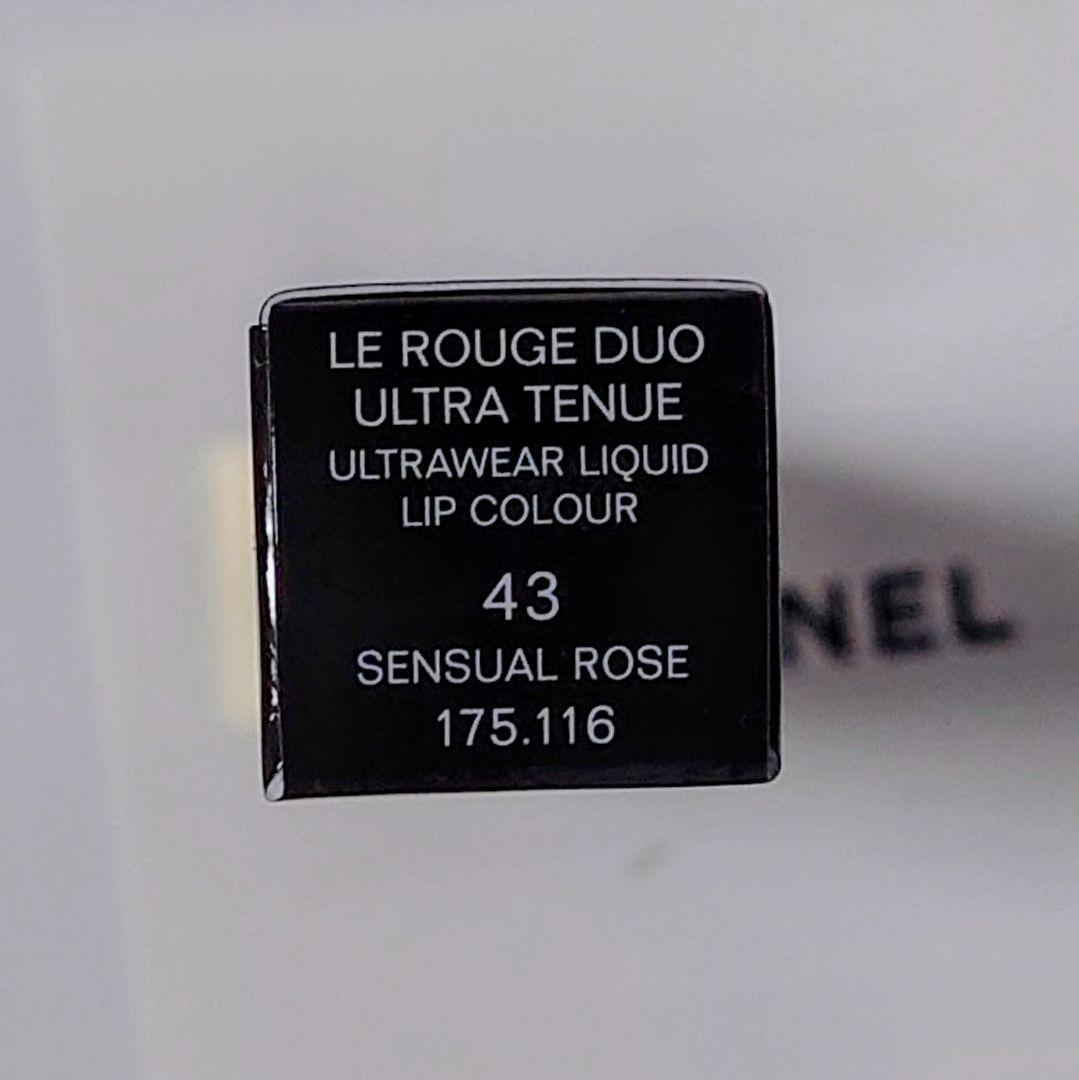 LE ROUGE DUO
ULTRA TENUE
ULTRAWEAR LIQUID
LIP COLOUR
43
SENSUAL ROSE
175.116
NEL